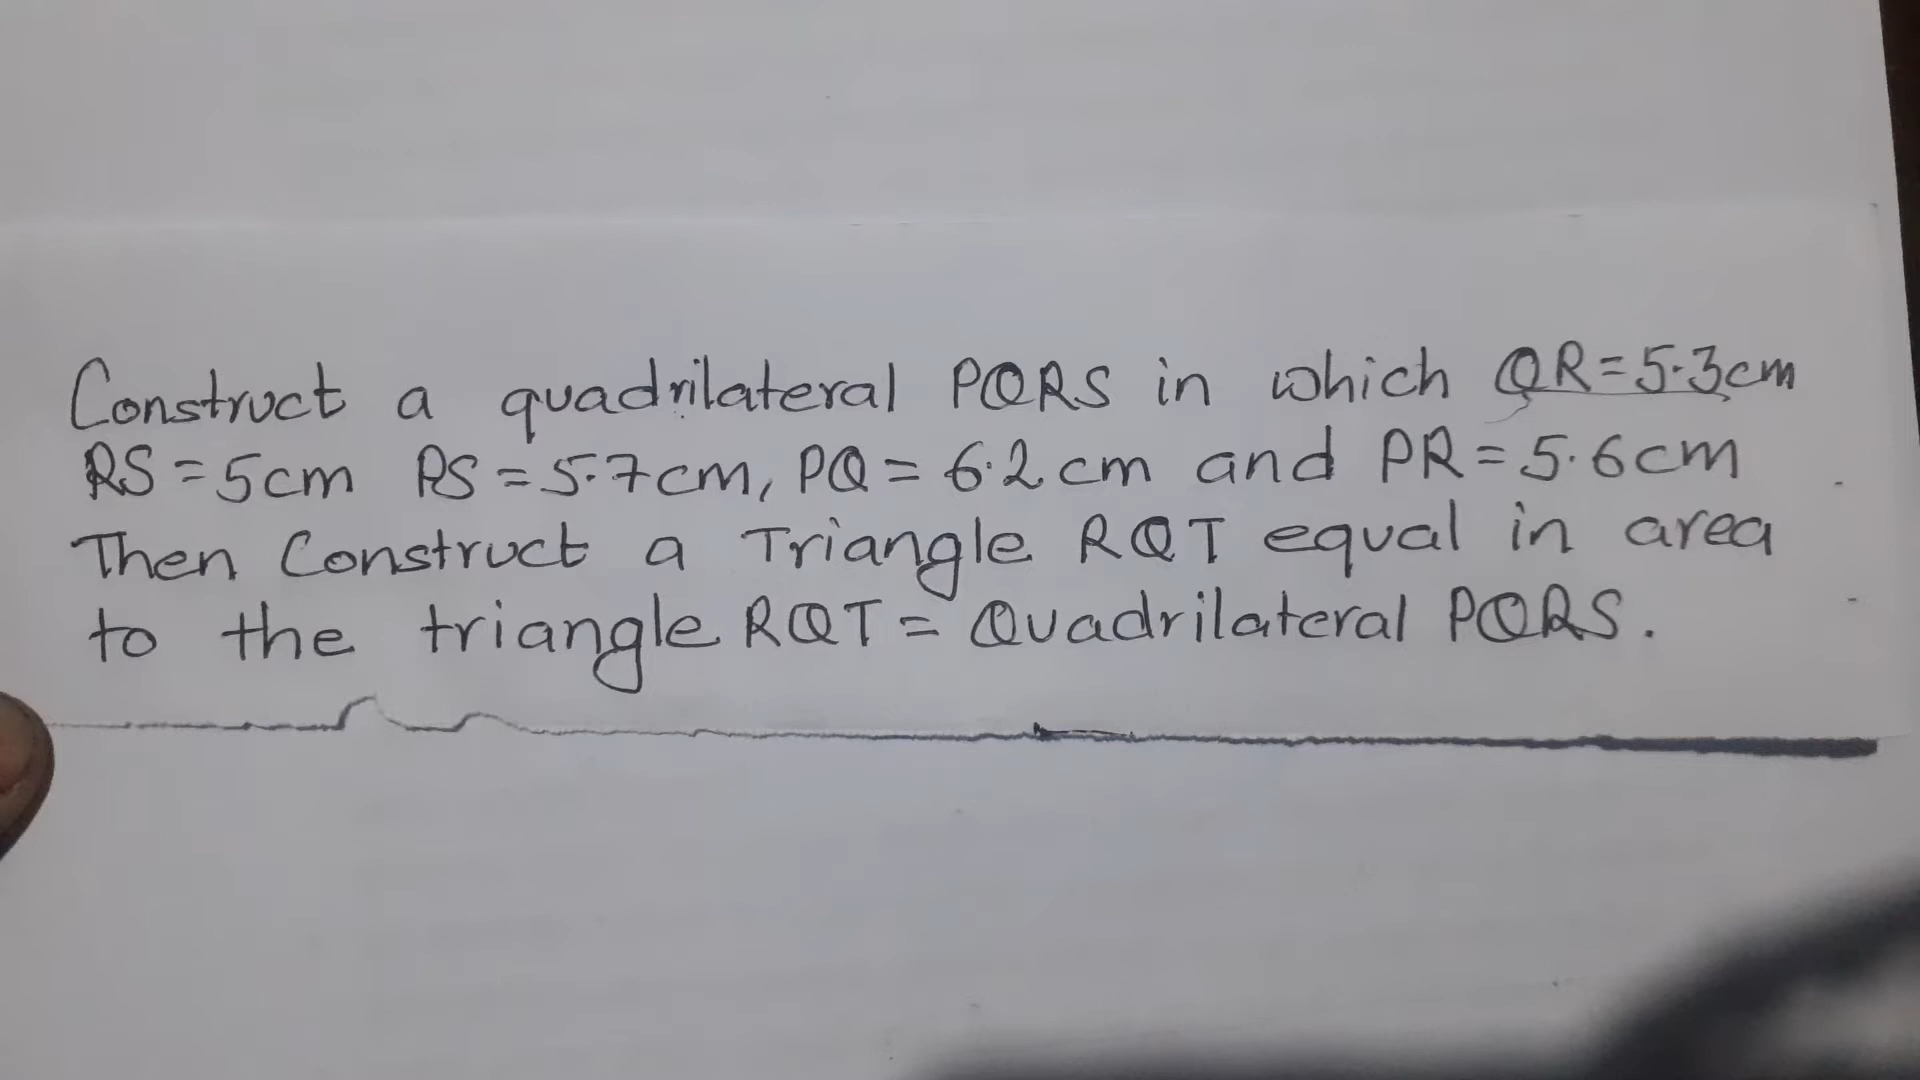 Construct a quadrilateral PQRS in which QR=5.3cm
RS=5cm PS=5.7cm, PQ=6.2cm and PR=5.6cm
Then Construct a Triangle RQT equal in area
to the triangle RQT = Quadrilateral PQRS.